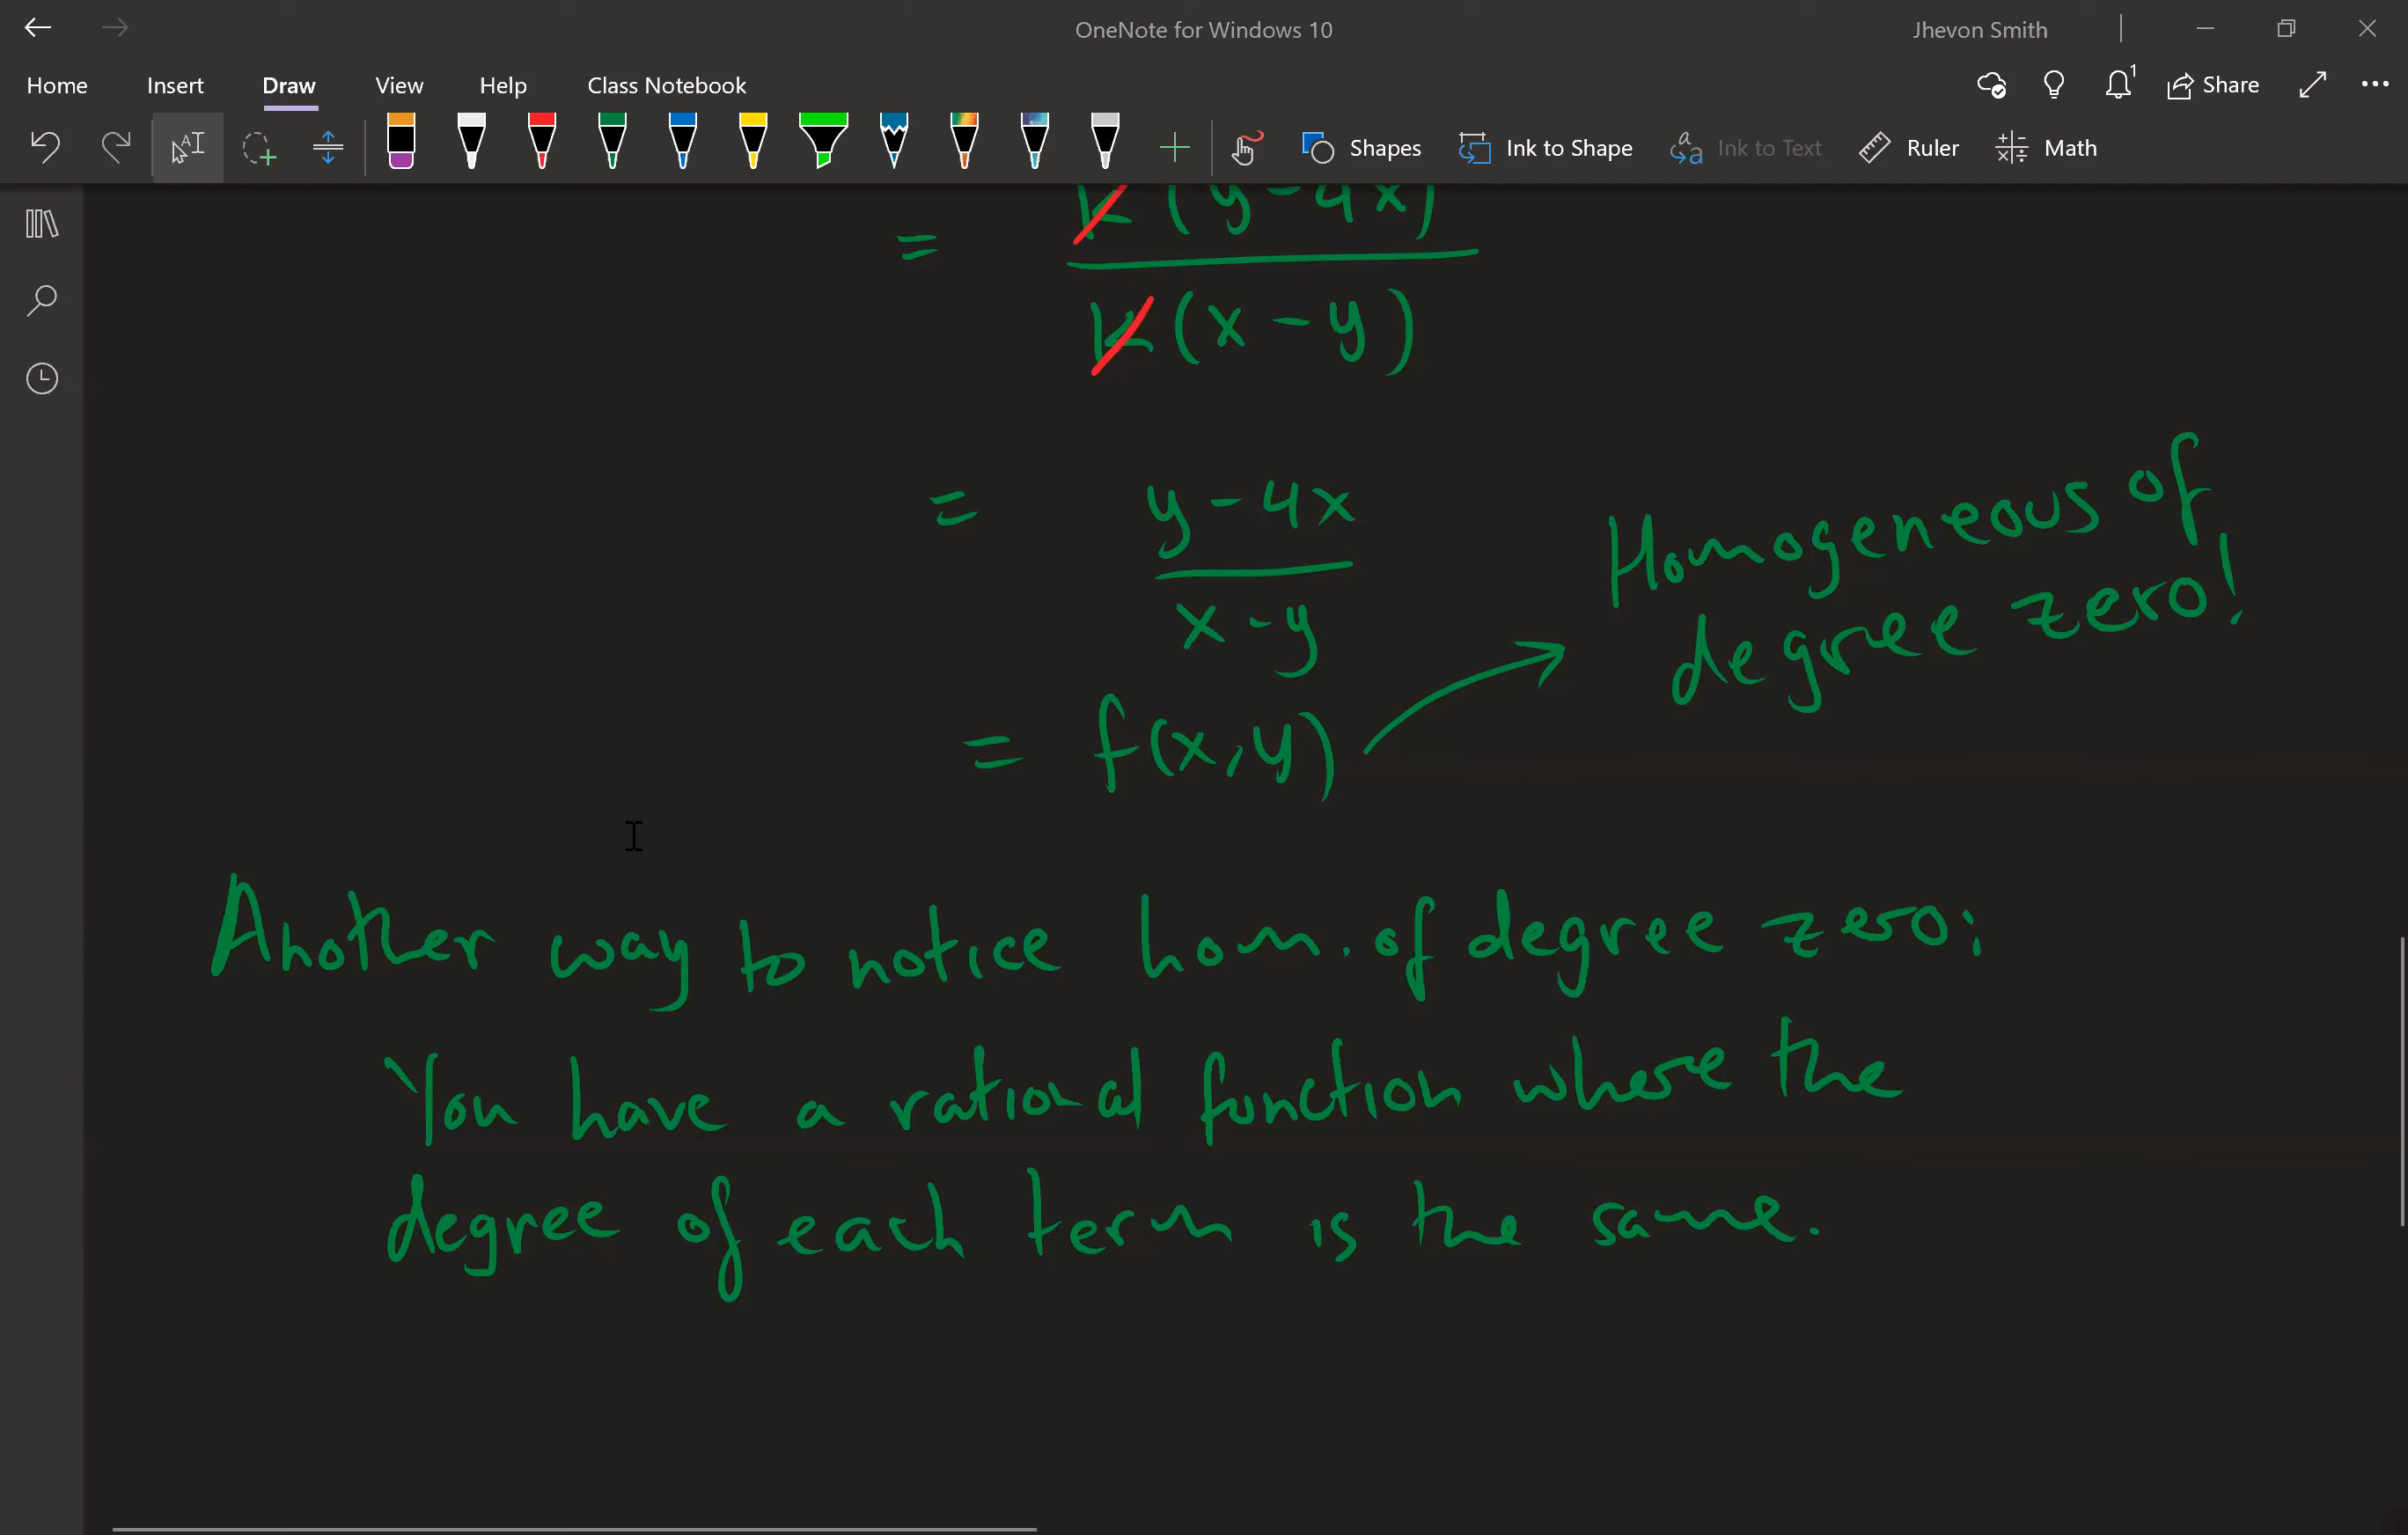 OneNote for Windows 10
Jhevon Smith
Home Insert Draw View Help Class Notebook
1 Share
Shapes Ink to Shape Ink to Text Ruler Math
= k(y-4x)
k(x-y)
= y-4x
x-y
= f(x,y)
Homogeneous of
degree zero!
Another way to notice hom. of degree zero:
You have a rational function where the
degree of each term is the same.